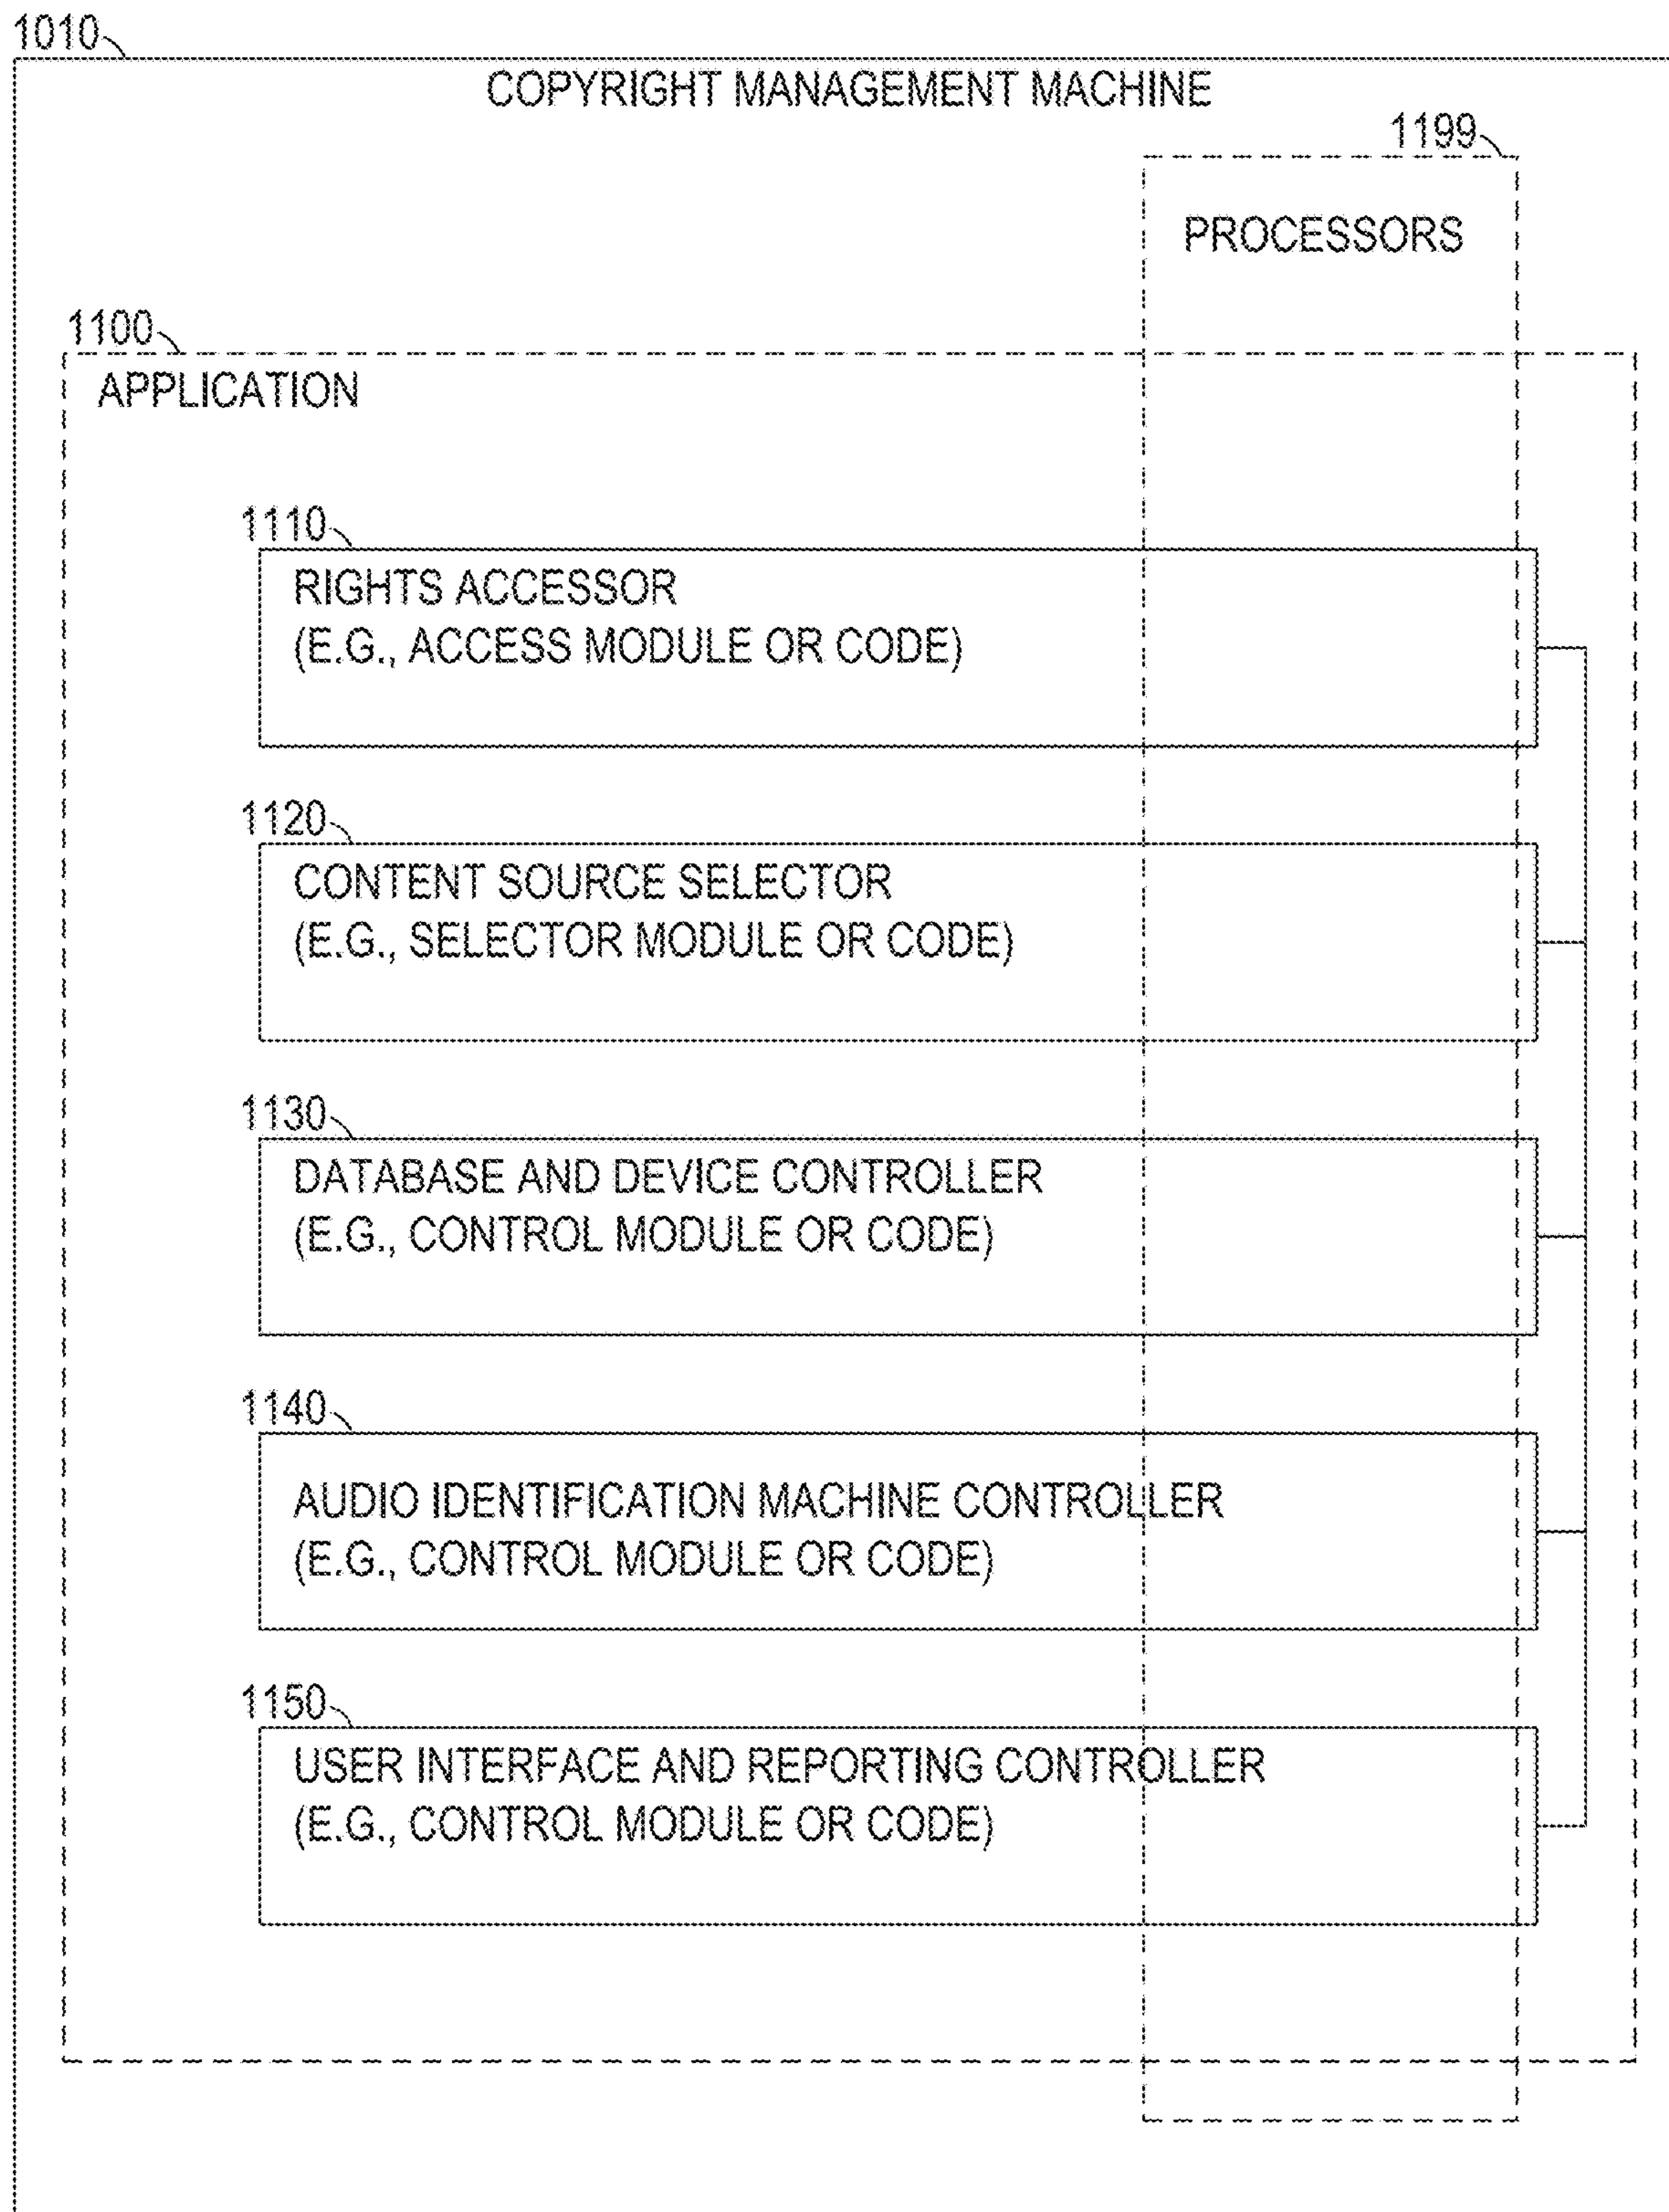 1010
COPYRIGHT MANAGEMENT MACHINE
1199
PROCESSORS
1100
APPLICATION
1110
RIGHTS ACCESSOR
(E.G., ACCESS MODULE OR CODE)
1120
CONTENT SOURCE SELECTOR
(E.G., SELECTOR MODULE OR CODE)
1130
DATABASE AND DEVICE CONTROLLER
(E.G., CONTROL MODULE OR CODE)
1140
AUDIO IDENTIFICATION MACHINE CONTROLLER
(E.G., CONTROL MODULE OR CODE)
1150
USER INTERFACE AND REPORTING CONTROLLER
(E.G., CONTROL MODULE OR CODE)